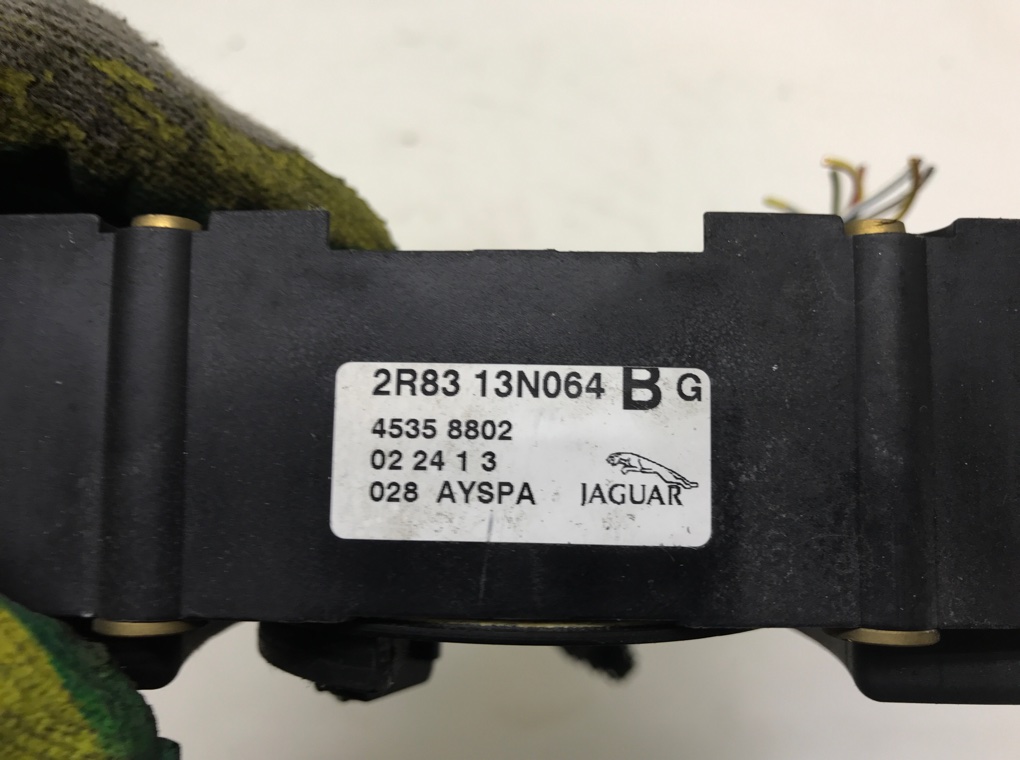 2R83 13N064 B G
4535 8802
02 24 1 3
028 AYSPA
JAGUAR